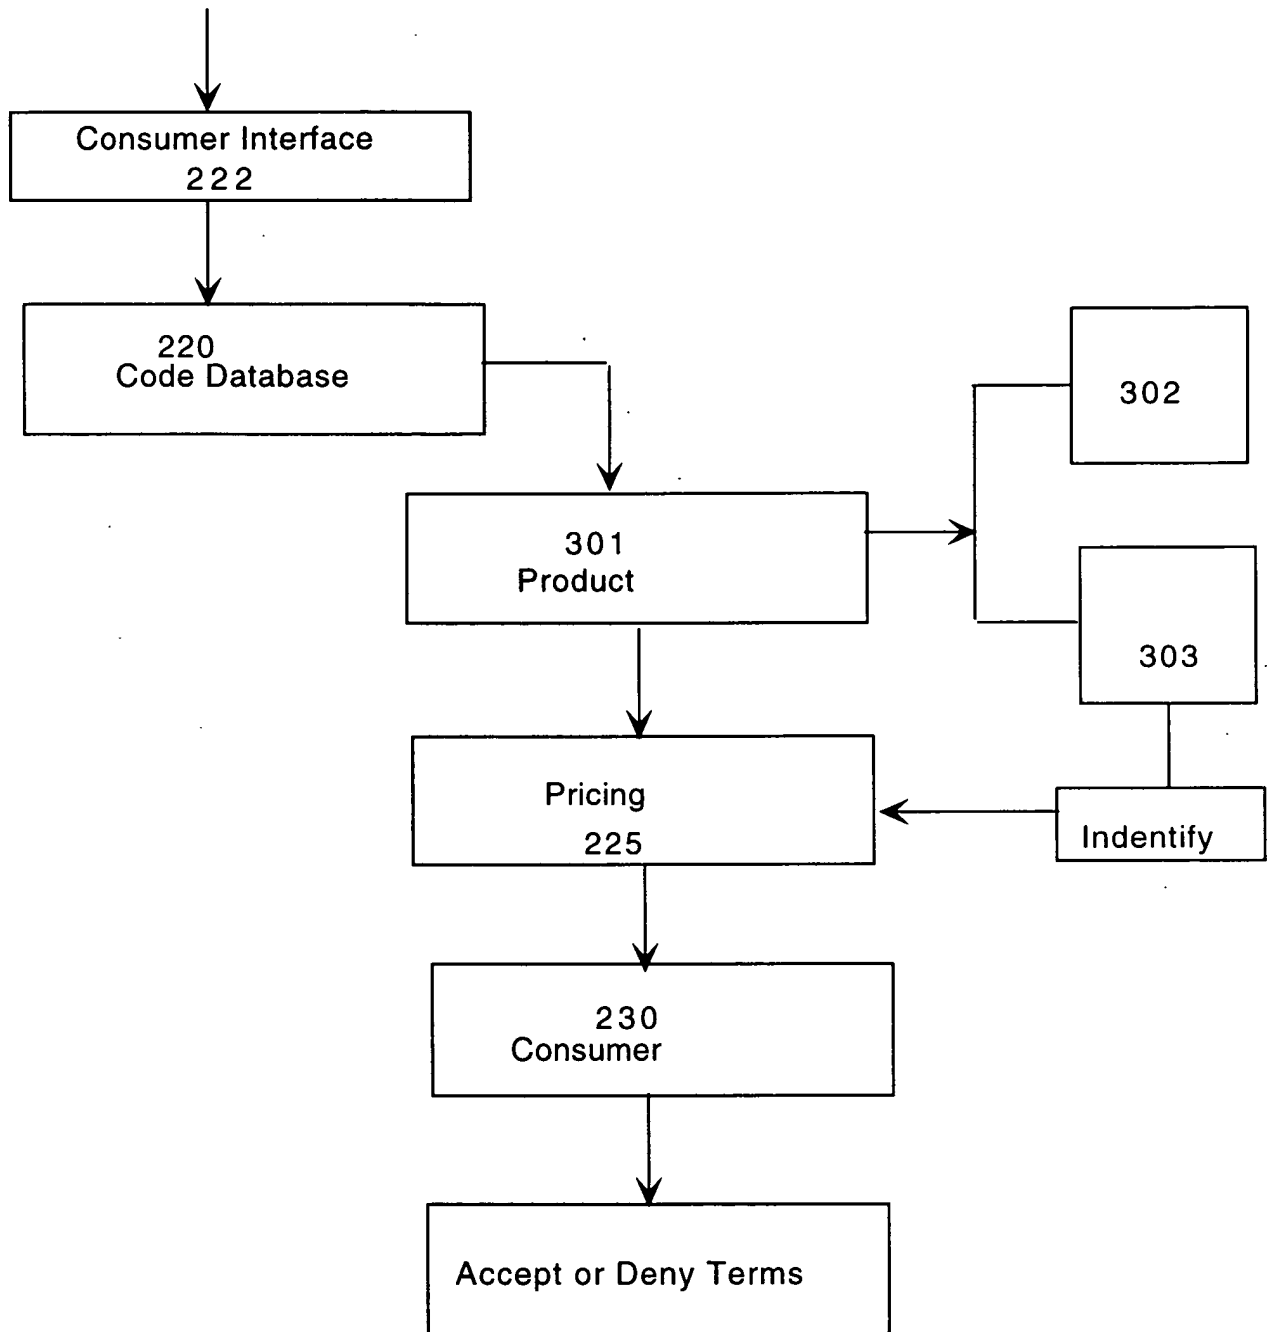 Consumer Interface
222
220
Code Database
302
301
Product
303
Pricing
225
Indentify
230
Consumer
Accept or Deny Terms